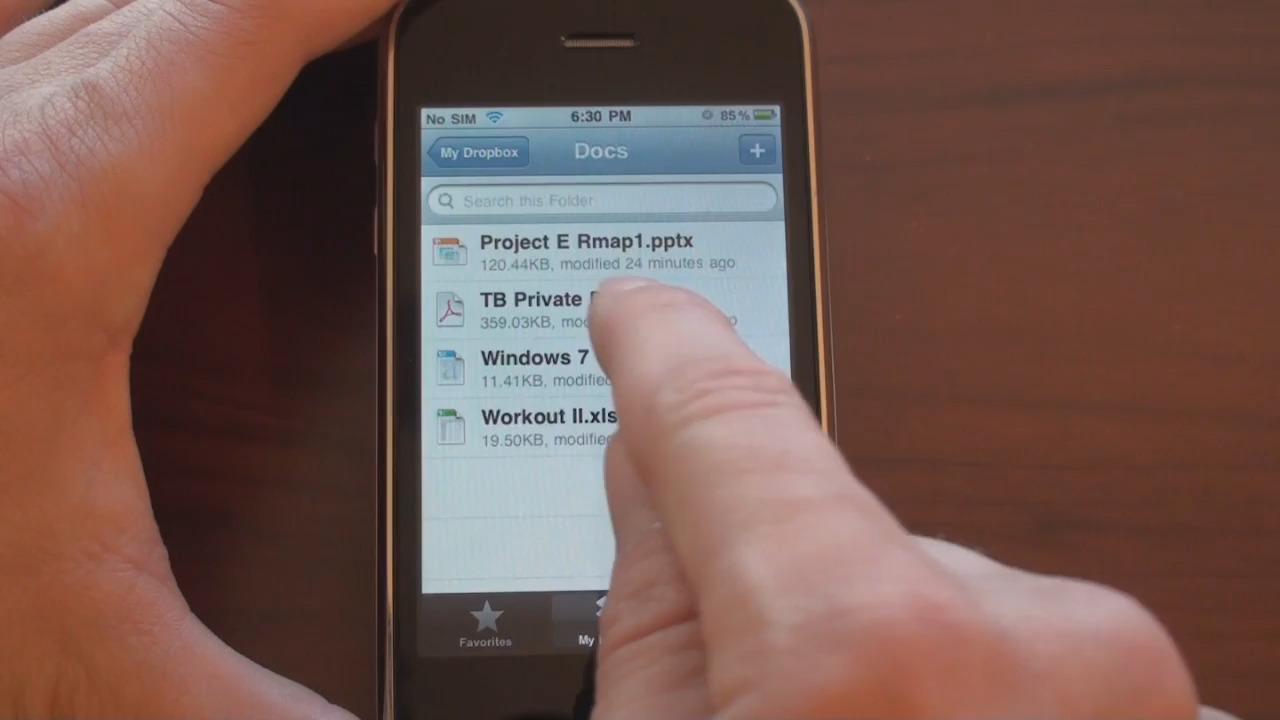 No SIM 6:30 PM 85%
My Dropbox Docs +
Search this Folder
Project E Rmap1.pptx
120.44KB, modified 24 minutes ago
TB Private
359.03KB,
Windows 7
11.41KB, modified
Workout II.xls
19.50KB, modified
Favorites My